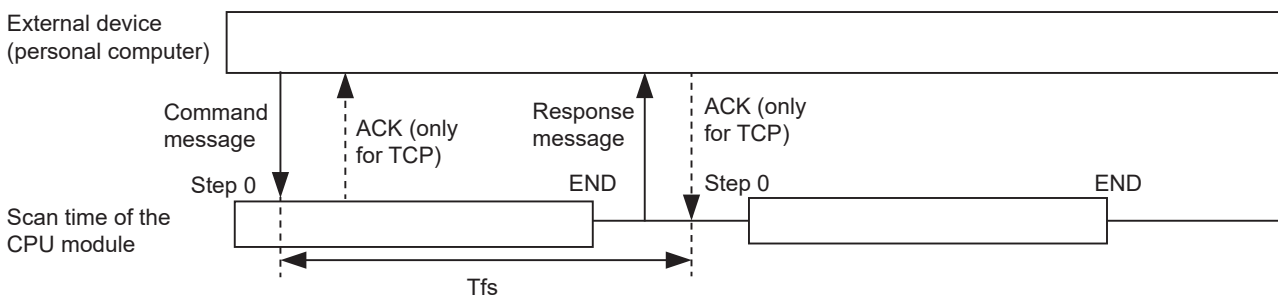 External device
(personal computer)
Command
message
ACK (only
for TCP)
Response
message
ACK (only
for TCP)
Step 0
END
Step 0
END
Scan time of the
CPU module
Tfs